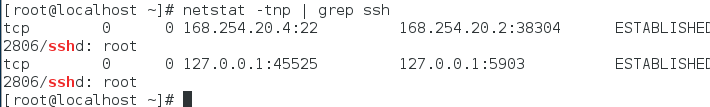 [root@localhost ~]# netstat -tnp | grep ssh
tcp 0 0 168.254.20.4:22 168.254.20.2:38304 ESTABLISHED
2806/sshd: root
tcp 0 0 127.0.0.1:45525 127.0.0.1:5903 ESTABLISHED
2806/sshd: root
[root@localhost ~]#